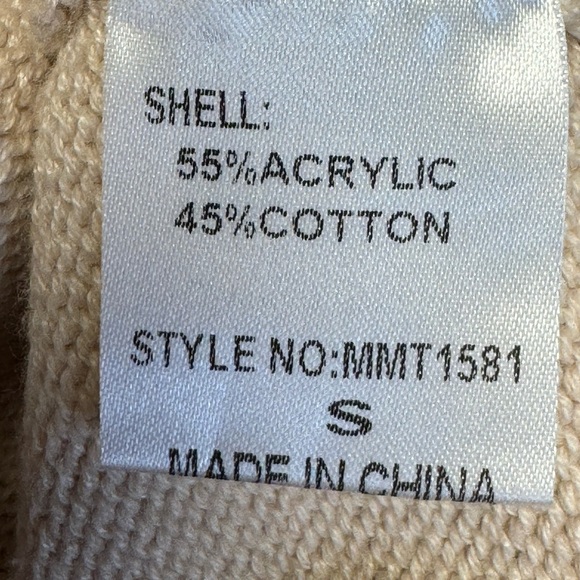 SHELL:
55%ACRYLIC
45%COTTON
STYLE NO:MMT1581
S
MADE IN CHINA